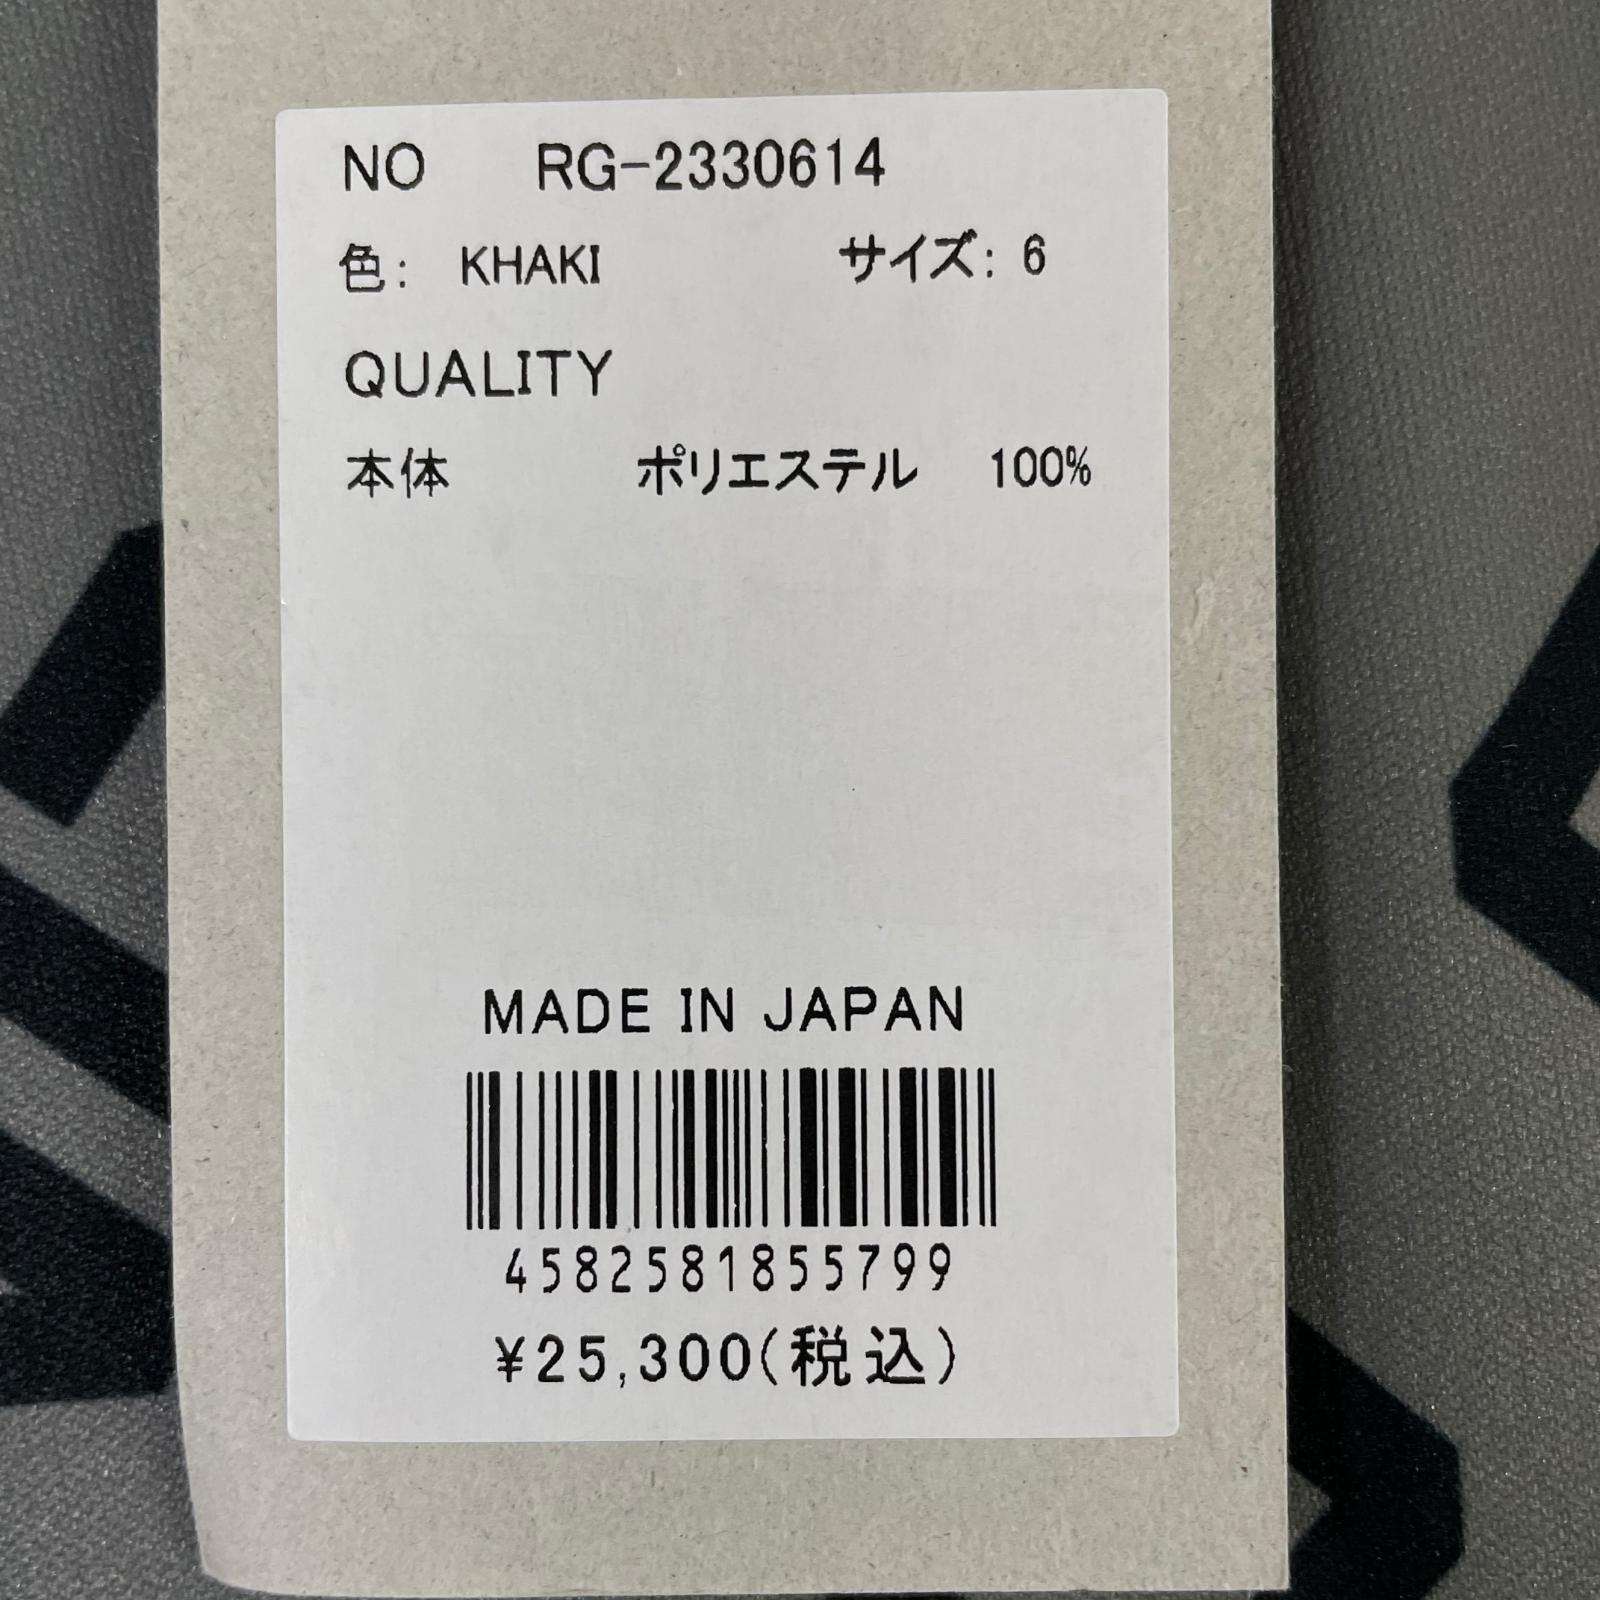 NO RG-2330614
色: KHAKI サイズ: 6
QUALITY
本体 ポリエステル 100%
MADE IN JAPAN
4582581855799
¥25,300(税込)